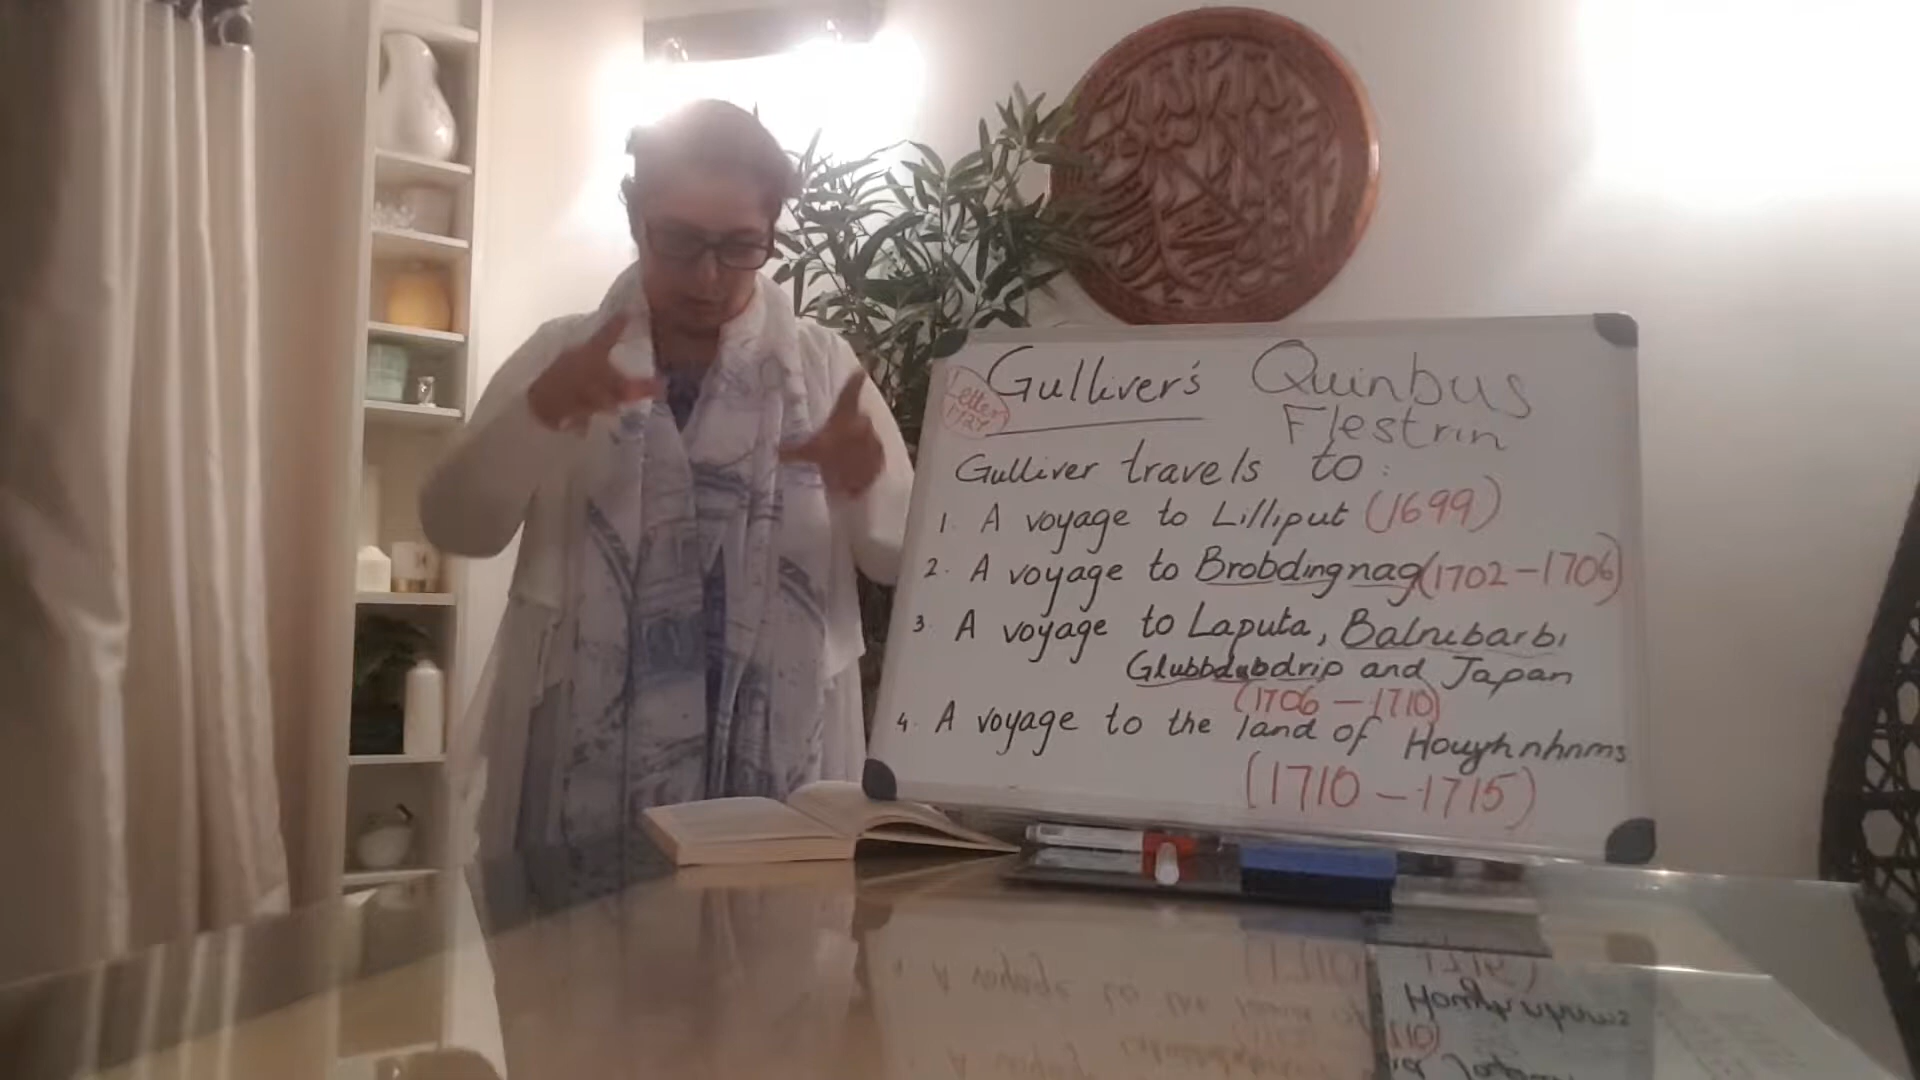 Letter
1727
Gulliver's Quinbus
Flestrin
Gulliver travels to:
1. A voyage to Lilliput (1699)
2. A voyage to Brobdingnag (1702-1706)
3. A voyage to Laputa, Balnibarbi
Glubbdubdrip and Japan
(1706-1710)
4. A voyage to the land of Houyhnhnms
(1710-1715)